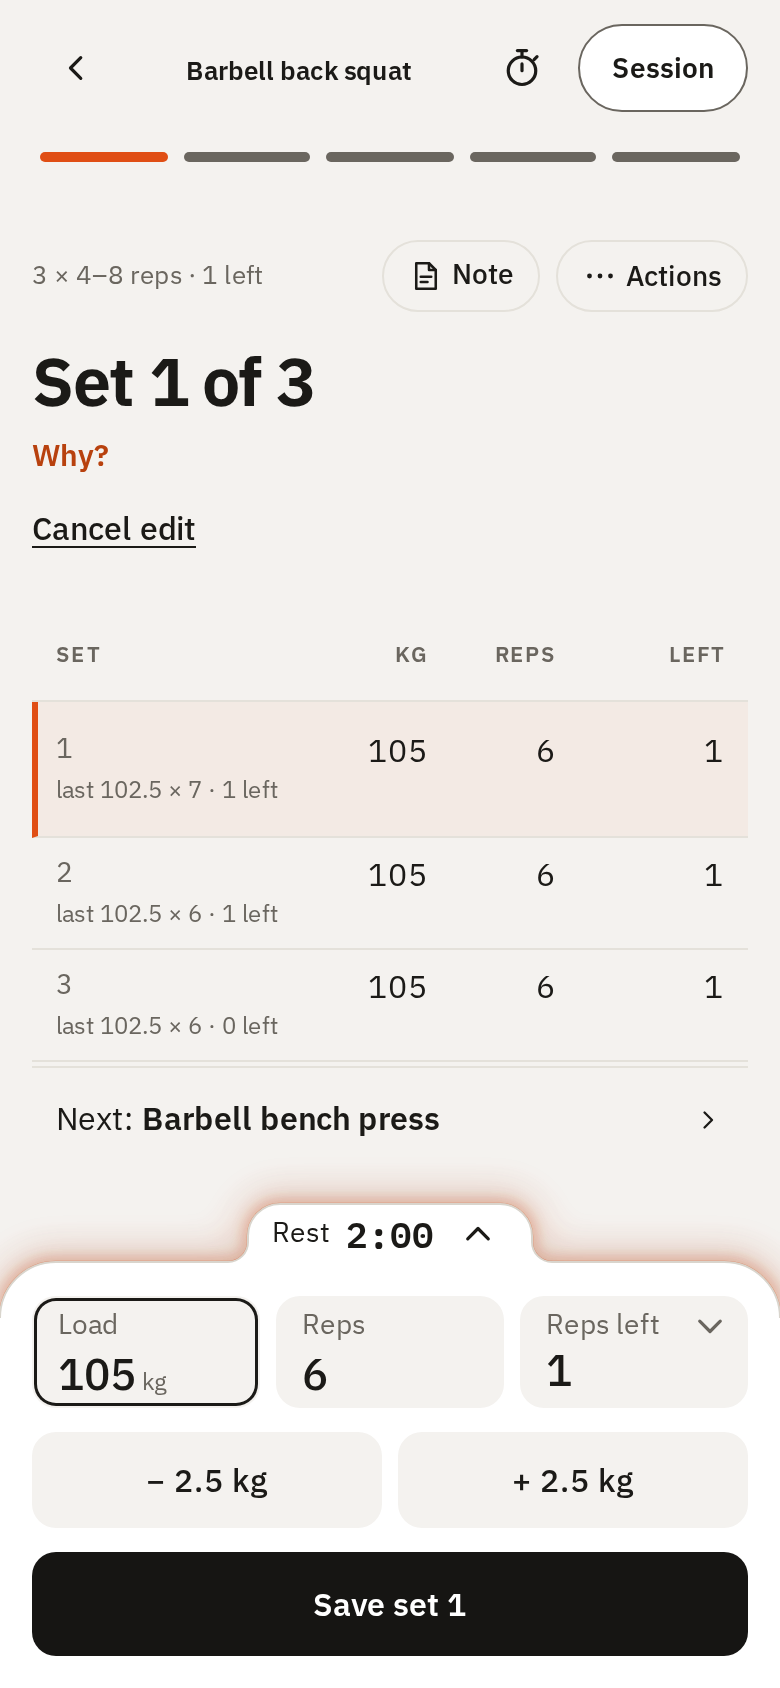 Barbell back squat
Session
3 × 4–8 reps · 1 left
Note
··· Actions
Set 1 of 3
Why?
Cancel edit
SET KG REPS LEFT
1 105 6 1
last 102.5 × 7 · 1 left
2 105 6 1
last 102.5 × 6 · 1 left
3 105 6 1
last 102.5 × 6 · 0 left
Next: Barbell bench press
Rest 2:00
Load Reps Reps left
105 kg 6 1
– 2.5 kg + 2.5 kg
Save set 1